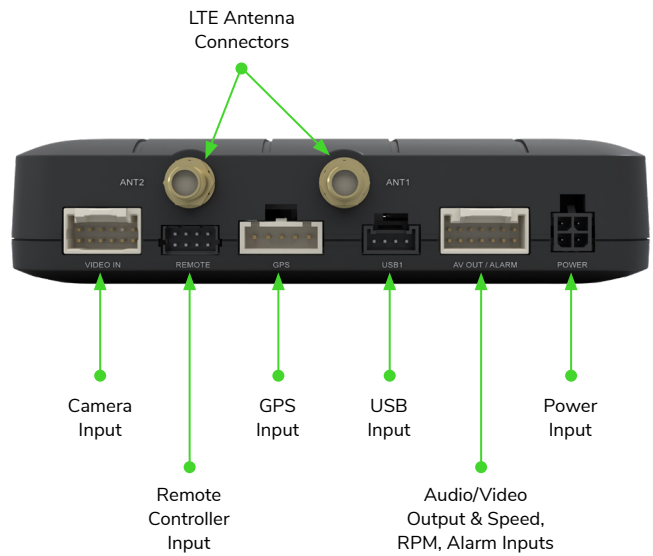 LTE Antenna
Connectors
ANT2
ANT1
VIDEO IN
REMOTE
GPS
USB1
AV OUT / ALARM
POWER
Camera
Input
GPS
Input
USB
Input
Power
Input
Remote
Controller
Input
Audio/Video
Output & Speed,
RPM, Alarm Inputs